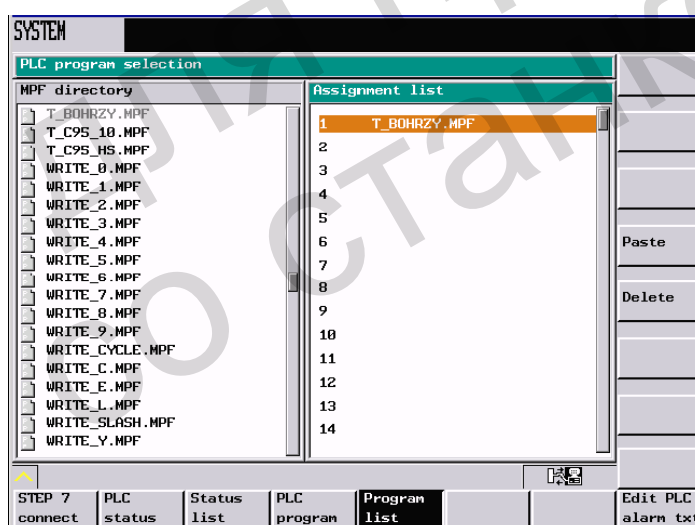 SYSTEM
PLC program selection
MPF directory
T_BOHRZY.MPF
T_C95_10.MPF
T_C95_HS.MPF
WRITE_0.MPF
WRITE_1.MPF
WRITE_2.MPF
WRITE_3.MPF
WRITE_4.MPF
WRITE_5.MPF
WRITE_6.MPF
WRITE_7.MPF
WRITE_8.MPF
WRITE_9.MPF
WRITE_CYCLE.MPF
WRITE_C.MPF
WRITE_E.MPF
WRITE_L.MPF
WRITE_SLASH.MPF
WRITE_Y.MPF
Assignment list
1 T_BOHRZY.MPF
2
3
4
5
6
7
8
9
10
11
12
13
14
Paste
Delete
STEP 7 connect
PLC status
Status list
PLC program
Program list
Edit PLC alarm txt
для
со станк